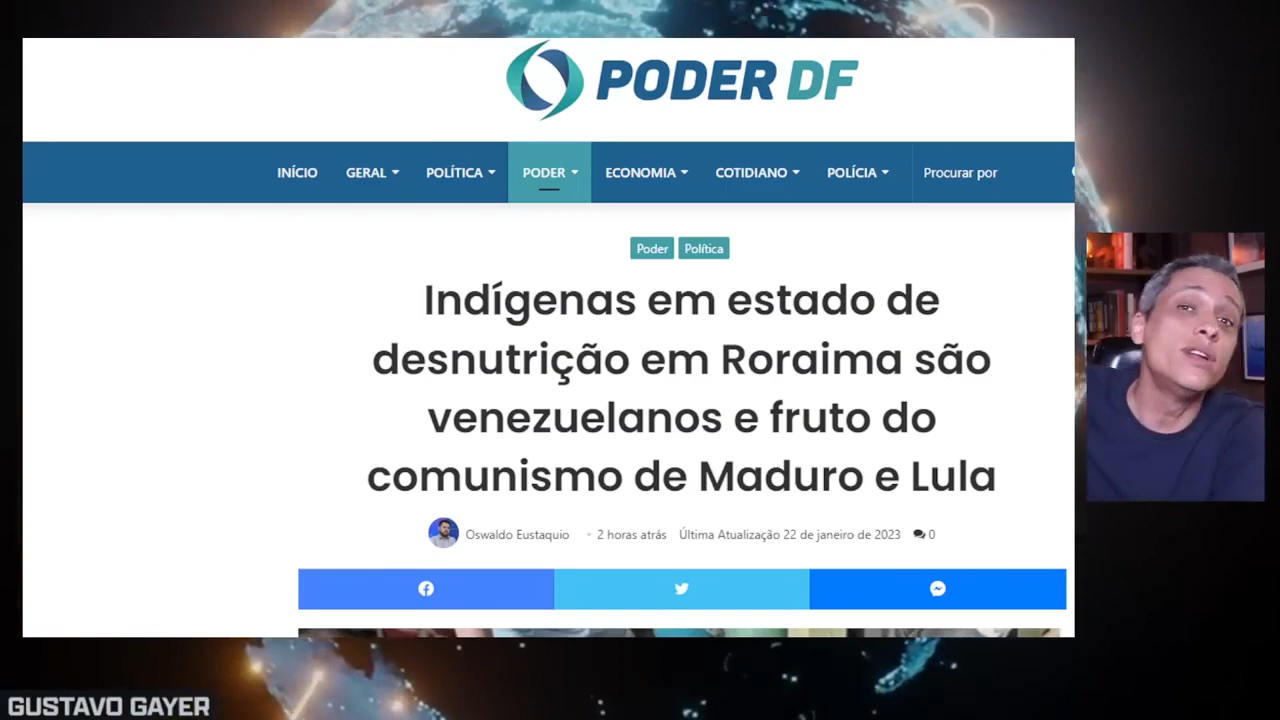 PODER DF
INÍCIO GERAL POLÍTICA PODER ECONOMIA COTIDIANO POLÍCIA Procurar por
Poder Política
Indígenas em estado de
desnutrição em Roraima são
venezuelanos e fruto do
comunismo de Maduro e Lula
Oswaldo Eustaquio 2 horas atrás Última Atualização 22 de janeiro de 2023 0
GUSTAVO GAYER